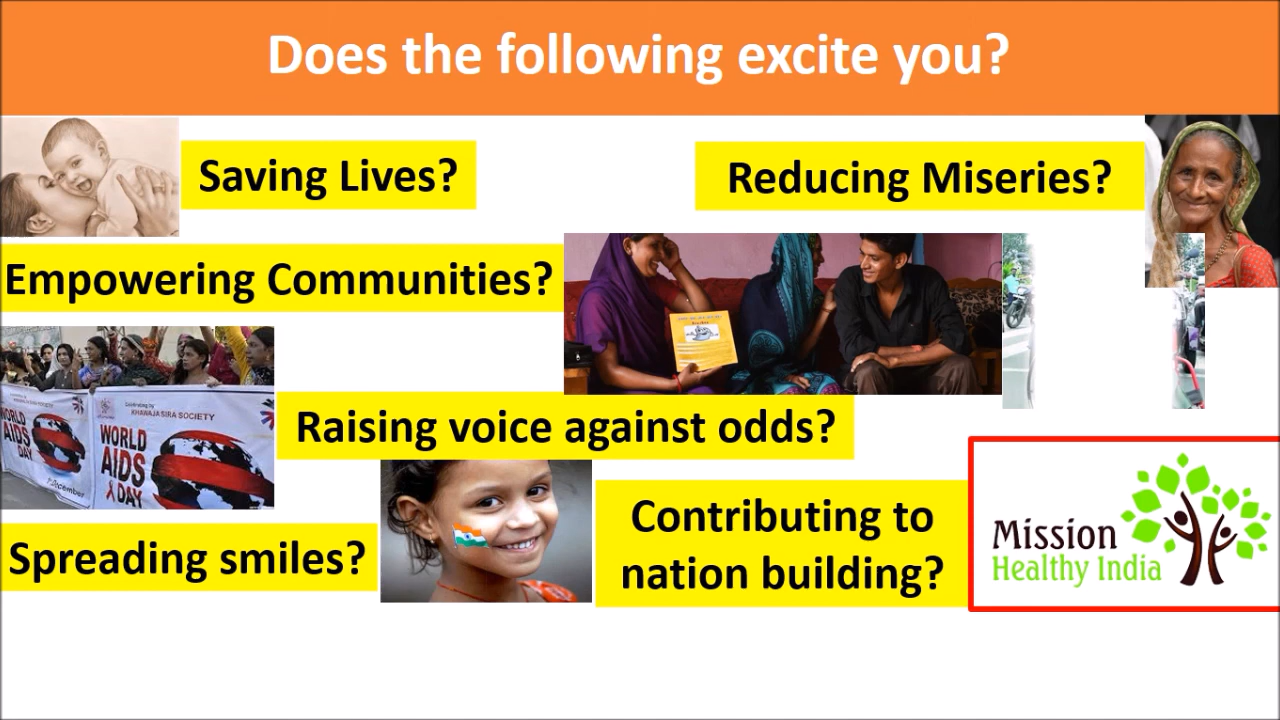 Does the following excite you?
Saving Lives?
Reducing Miseries?
Empowering Communities?
WORLD
AIDS
DAY
KHAWAJA SIRA SOCIETY
WORLD
AIDS
DAY
Raising voice against odds?
Spreading smiles?
Contributing to
nation building?
Mission
Healthy India